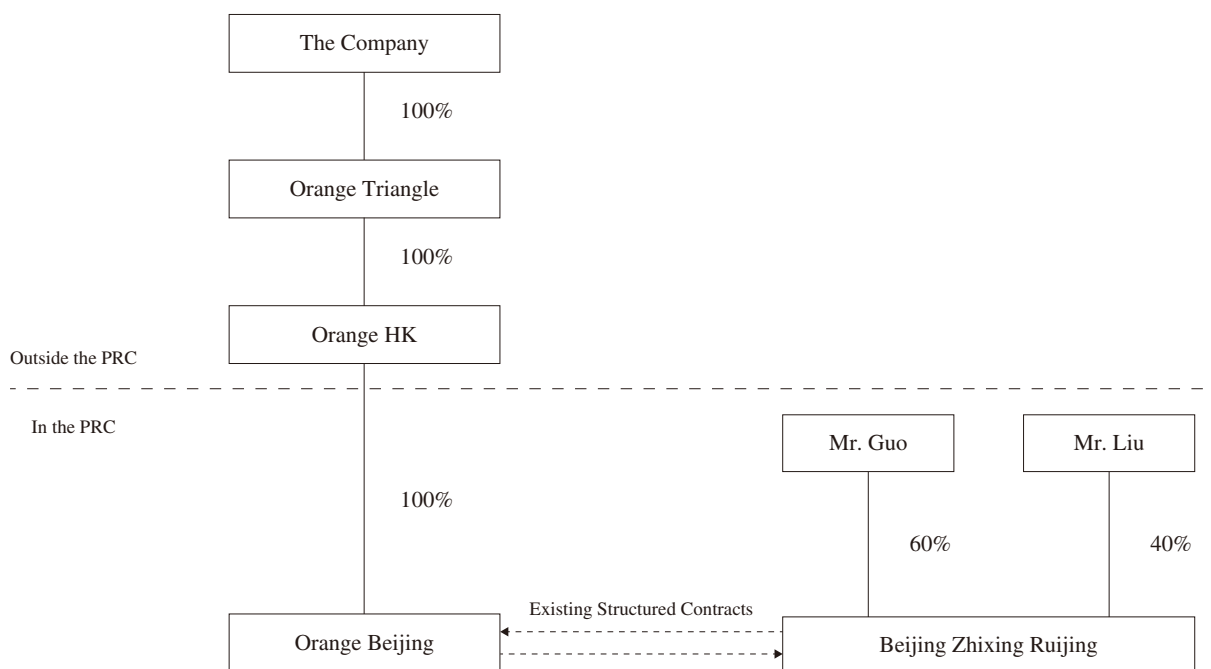 The Company
100%
Orange Triangle
100%
Orange HK
Outside the PRC
In the PRC
Mr. Guo
Mr. Liu
100%
60%
40%
Existing Structured Contracts
Orange Beijing
Beijing Zhixing Ruijing